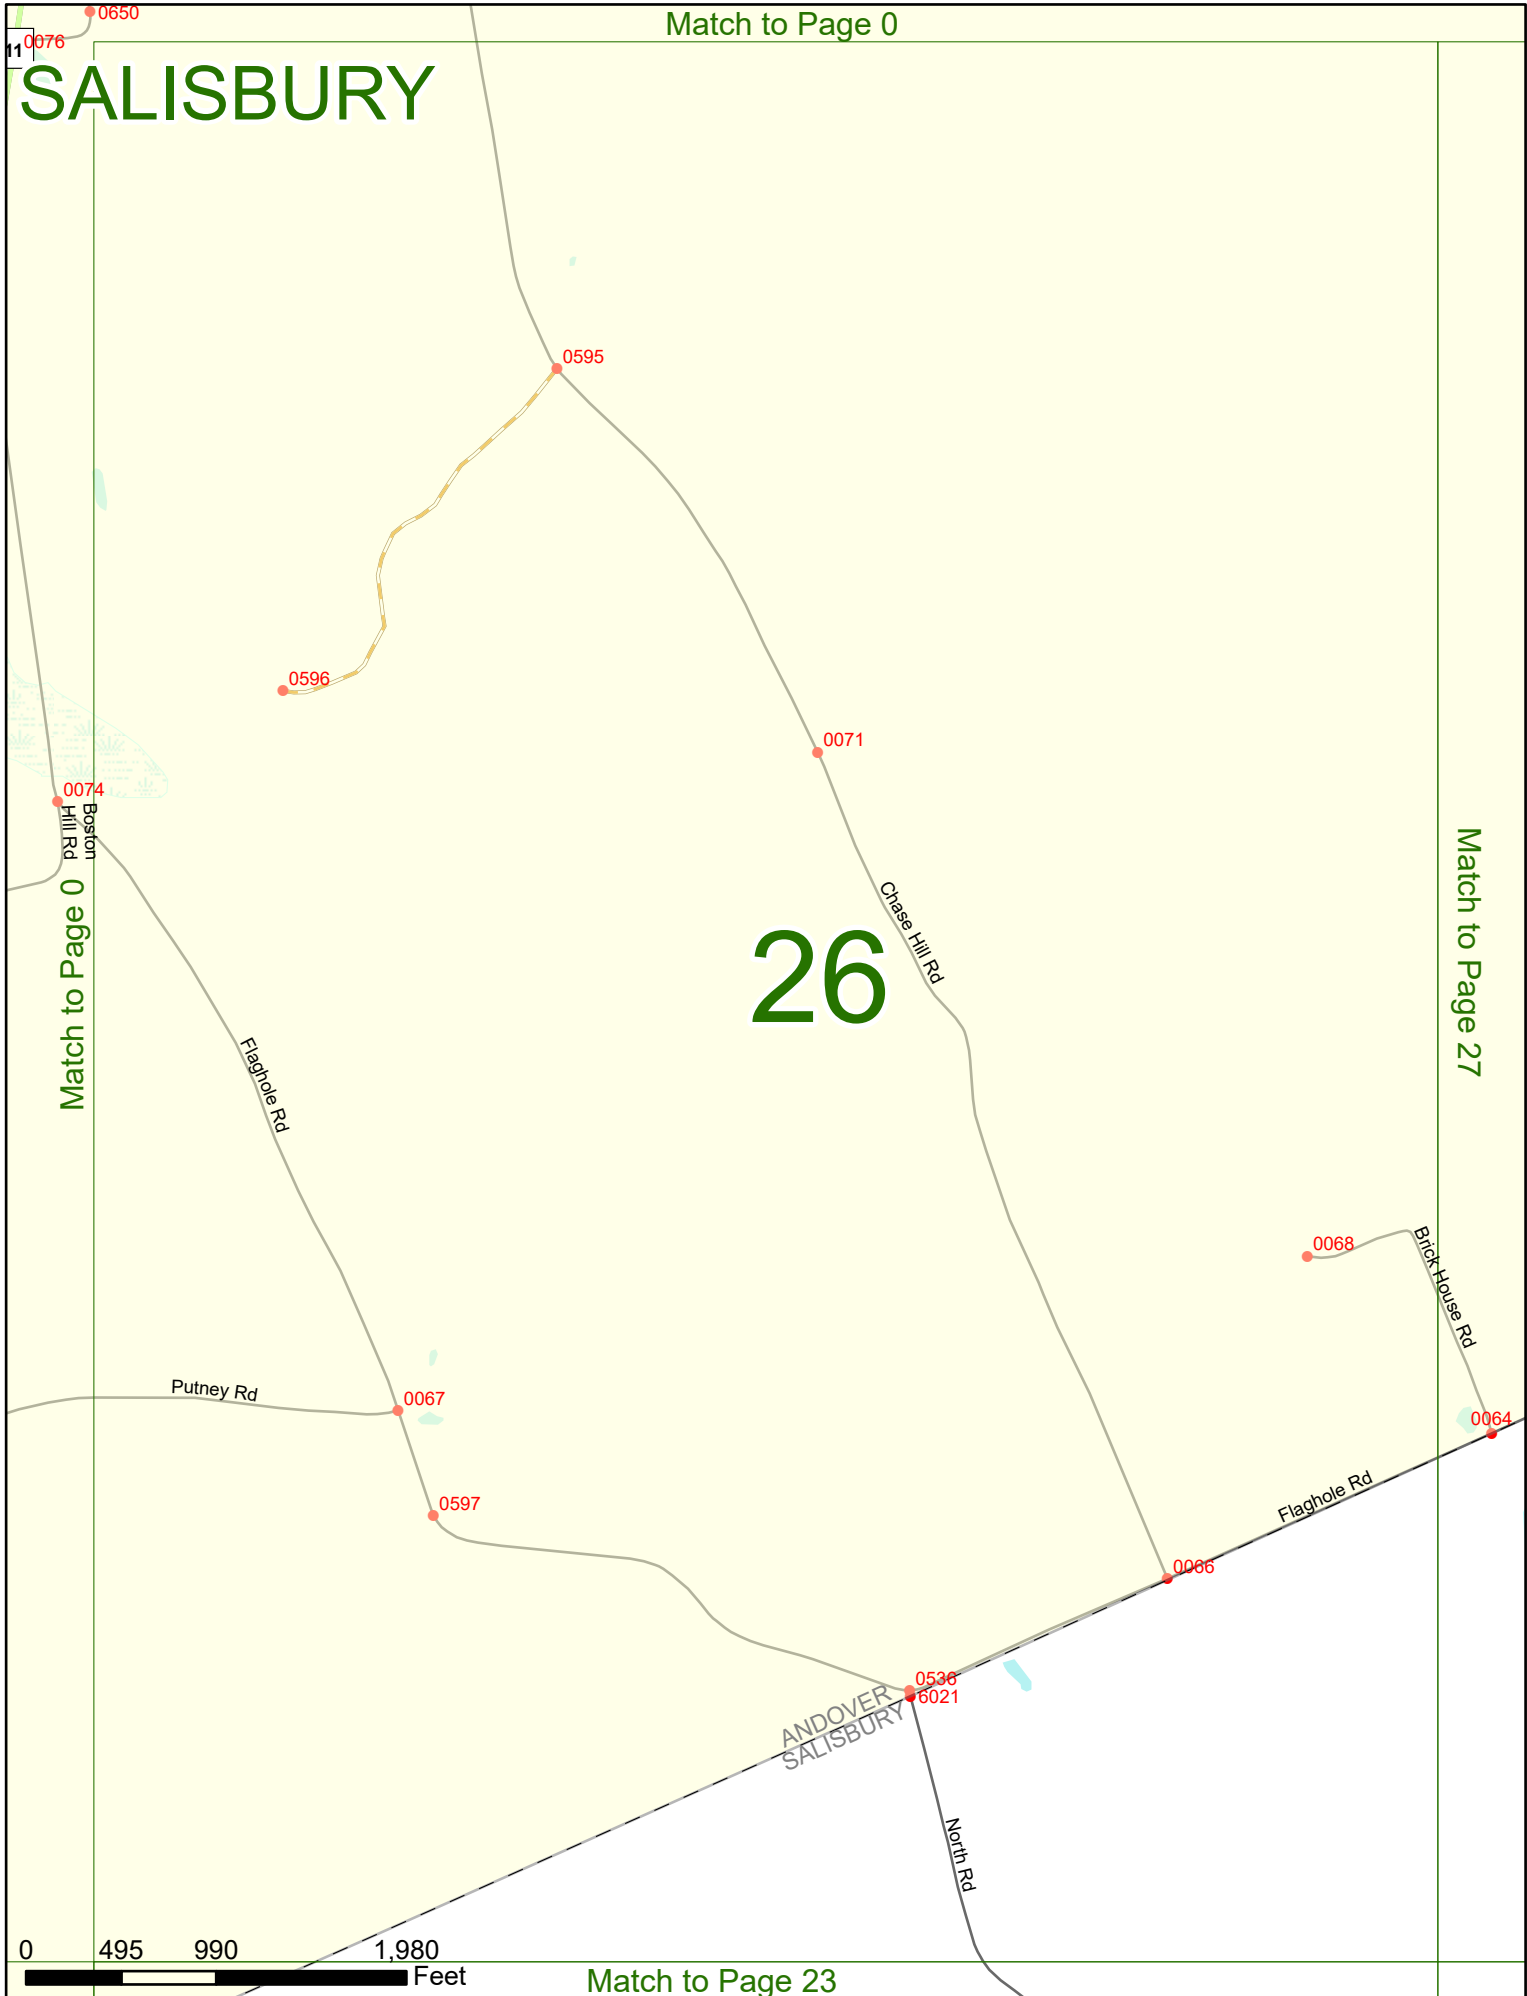 Match to Page 0
0650
0076
11
SALISBURY
0595
0596
0071
0074
Boston
Hill Rd
Match to Page 0
Match to Page 27
Chase Hill Rd
26
Flaghole Rd
0068
Brick House Rd
Putney Rd
0067
0064
Flaghole Rd
0597
0066
0536
6021
ANDOVER
SALISBURY
North Rd
0 495 990 1,980
Feet
Match to Page 23